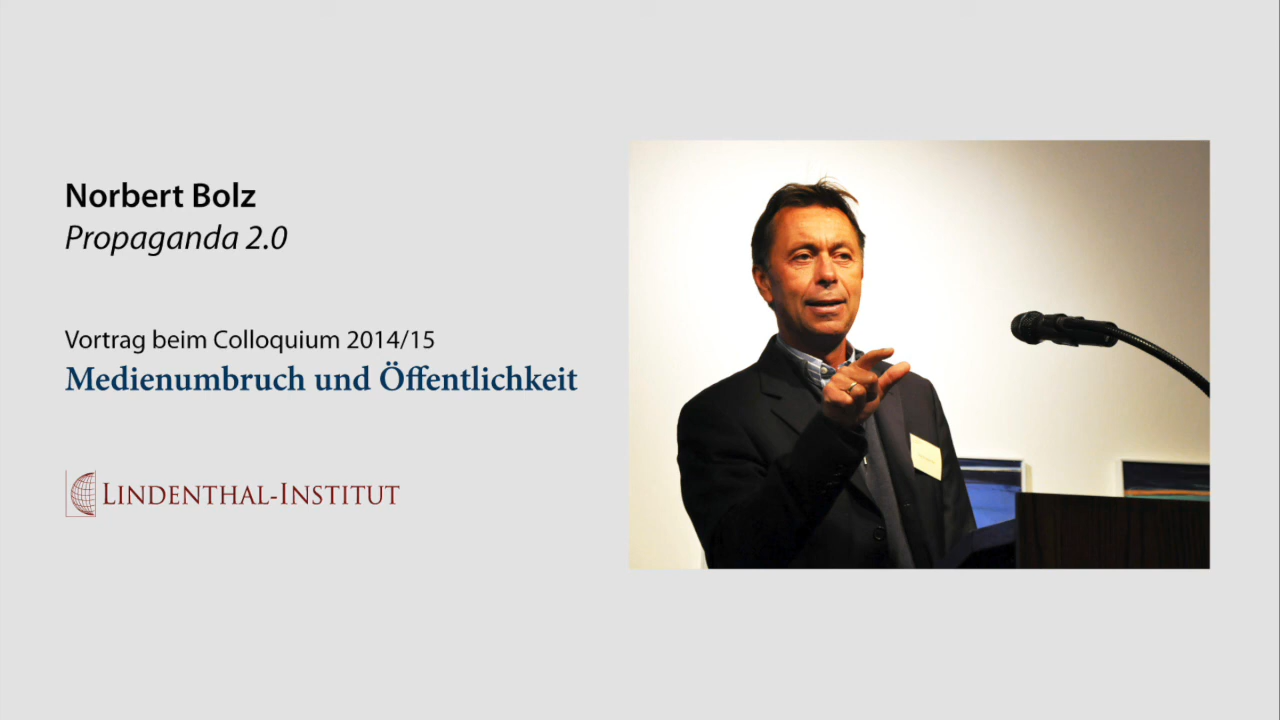 Norbert Bolz
Propaganda 2.0
Vortrag beim Colloquium 2014/15
Medienumbruch und Öffentlichkeit
LINDENTHAL-INSTITUT